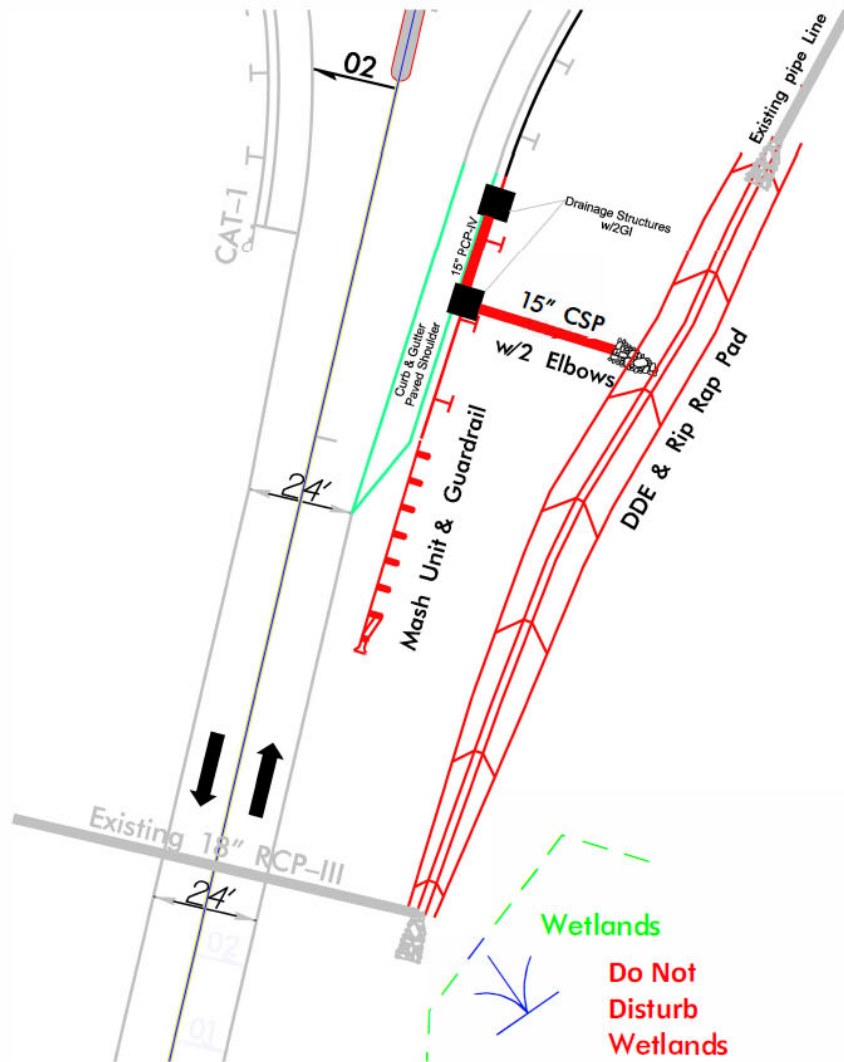 02
Existing pipe Line
CAT-1
Drainage Structures
w/2GI
15" PCP-IV
15" CSP
w/2 Elbows
Curb & Gutter
Paved Shoulder
DDE & Rip Rap Pad
Mash Unit & Guardrail
24'
Existing 18" RCP-III
24'
02
01
Wetlands
Do Not
Disturb
Wetlands